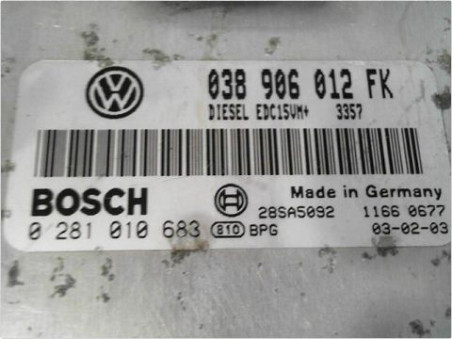 038 906 012 FK
DIESEL EDC15VM+ 3357
BOSCH
Made in Germany
28SA5092 1166 0677
0 281 010 683 810 BPG 03-02-03